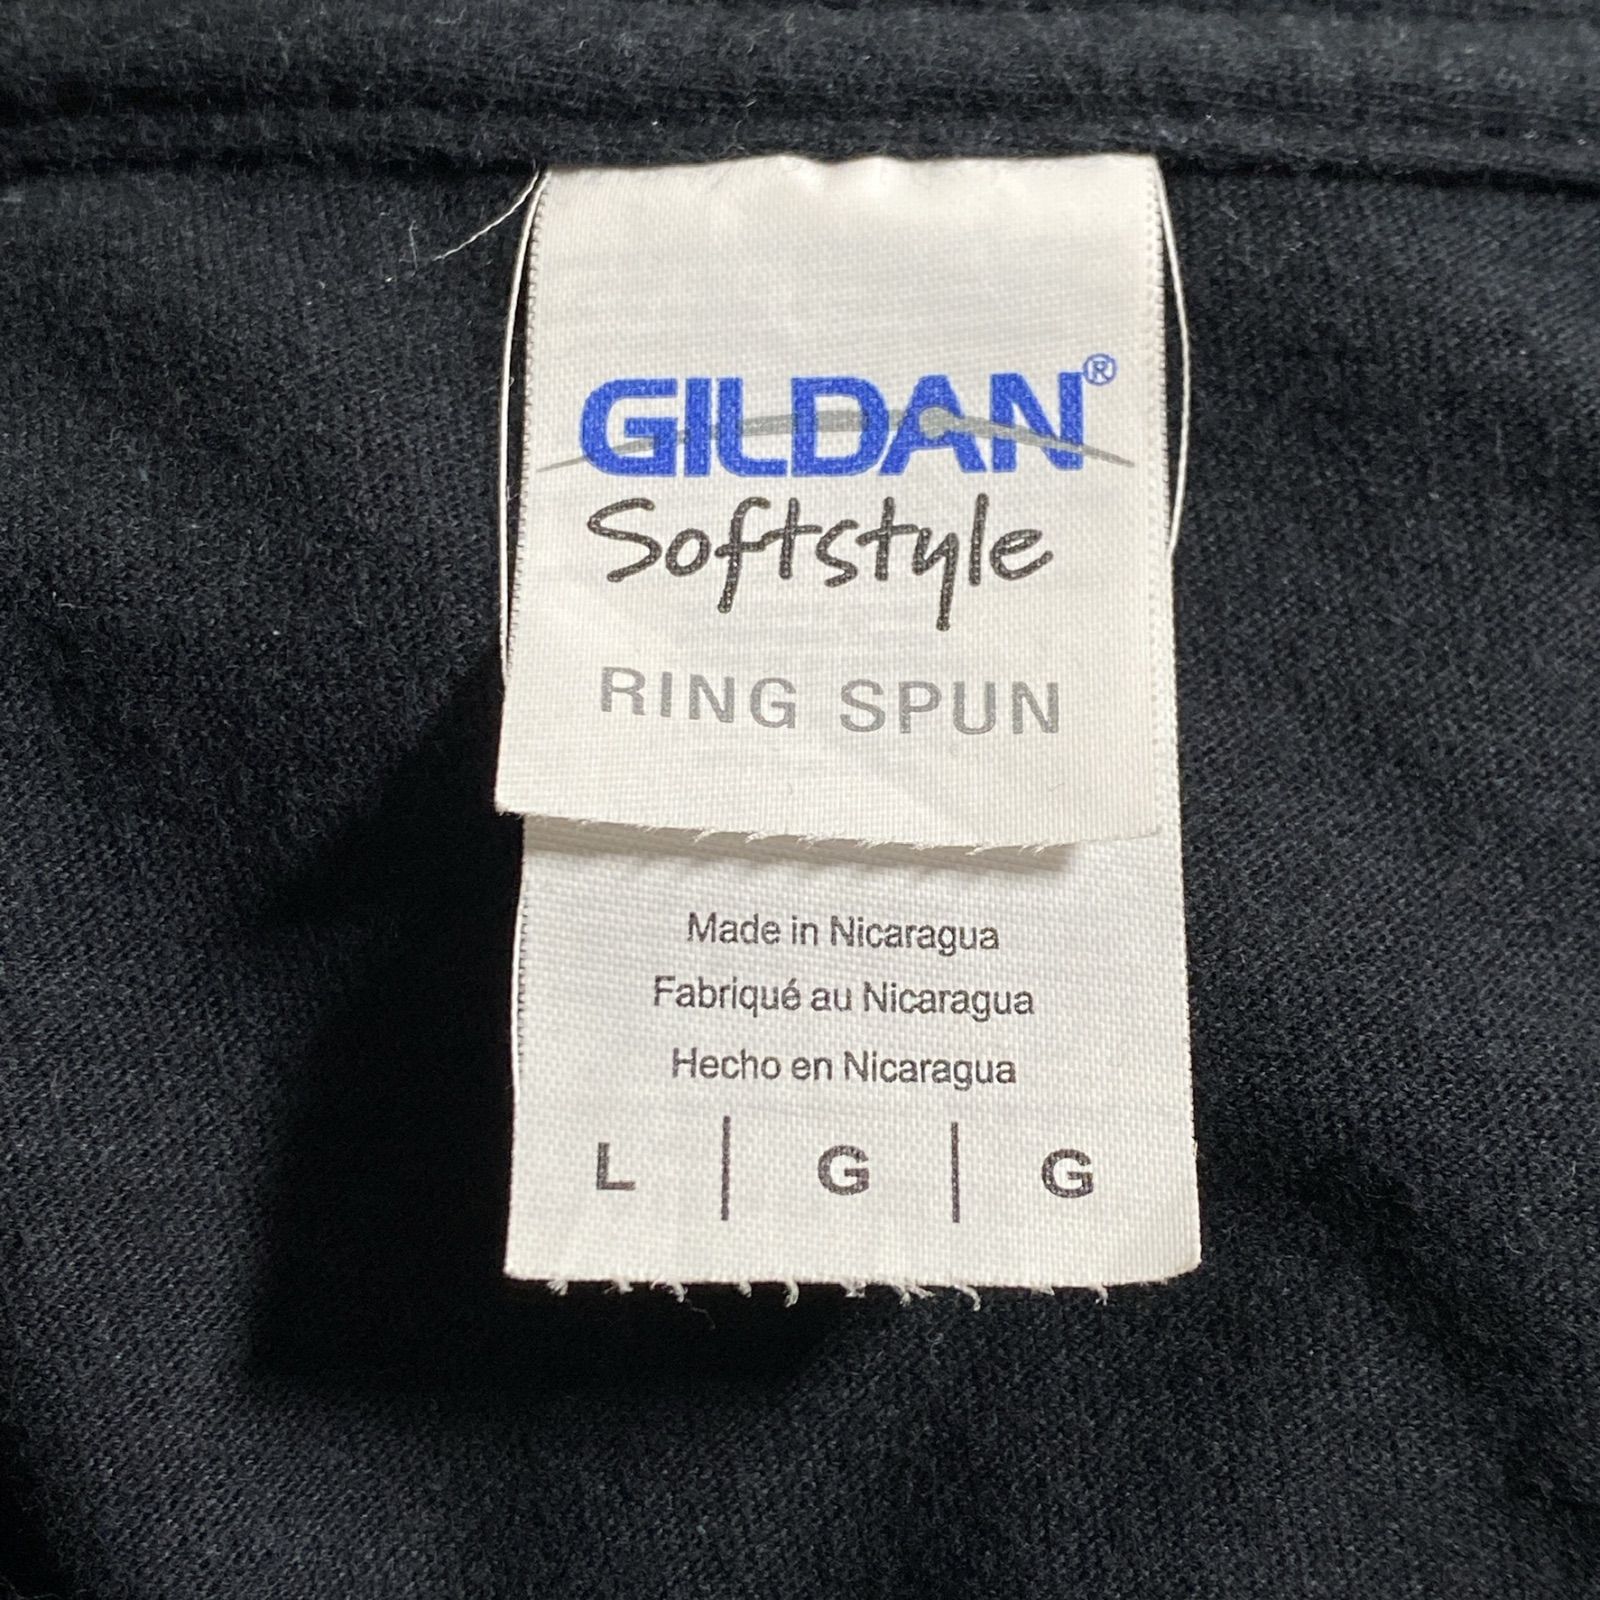 GILDAN®
Softstyle
RING SPUN
Made in Nicaragua
Fabriqué au Nicaragua
Hecho en Nicaragua
L | G | G